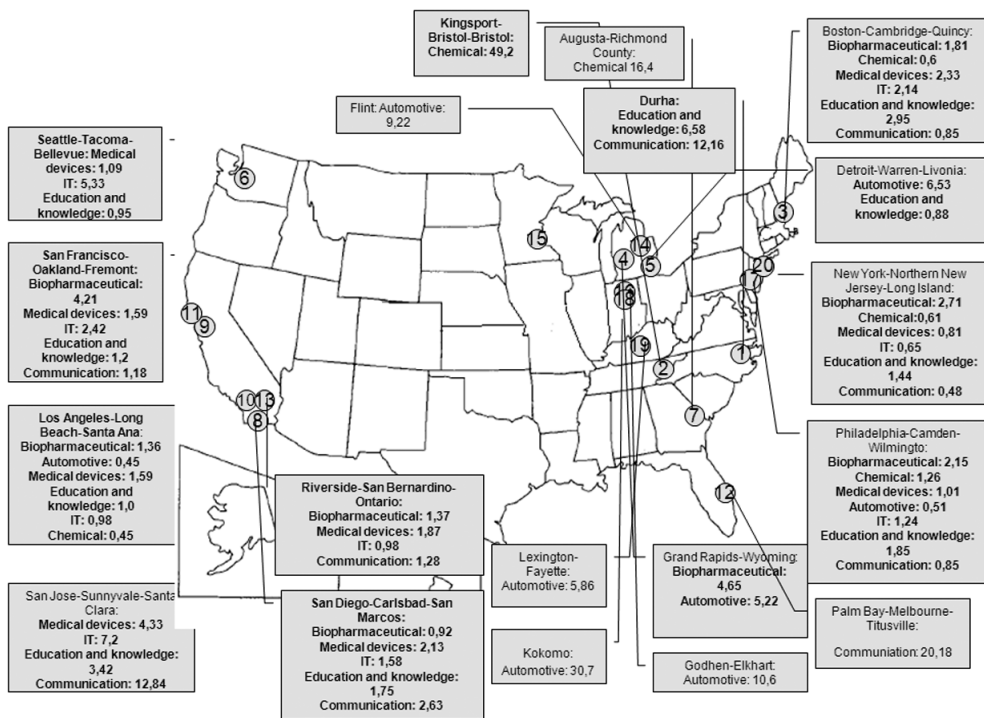 Kingsport-
Bristol-Bristol:
Chemical: 49,2
Augusta-Richmond
County:
Chemical 16,4
Boston-Cambridge-Quincy:
Biopharmaceutical: 1,81
Chemical: 0,6
Medical devices: 2,33
IT: 2,14
Education and knowledge:
2,95
Communication: 0,85
Flint: Automotive:
9,22
Durha:
Education and
knowledge: 6,58
Communication: 12,16
Seattle-Tacoma-
Bellevue: Medical
devices: 1,09
IT: 5,33
Education and
knowledge: 0,95
Detroit-Warren-Livonia:
Automotive: 6,53
Education and
knowledge: 0,88
San Francisco-
Oakland-Fremont:
Biopharmaceutical:
4,21
Medical devices: 1,59
IT: 2,42
Education and
knowledge: 1,2
Communication: 1,18
New York-Northern New
Jersey-Long Island:
Biopharmaceutical: 2,71
Chemical:0,61
Medical devices: 0,81
IT: 0,65
Education and knowledge:
1,44
Communication: 0,48
Los Angeles-Long
Beach-Santa Ana:
Biopharmaceutical: 1,36
Automotive: 0,45
Medical devices: 1,59
Education and
knowledge: 1,0
IT: 0,98
Chemical: 0,45
Philadelphia-Camden-
Wilmingto:
Biopharmaceutical: 2,15
Chemical: 1,26
Medical devices: 1,01
Automotive: 0,51
IT: 1,24
Education and knowledge:
1,85
Communication: 0,85
Riverside-San Bernardino-
Ontario:
Biopharmaceutical: 1,37
Medical devices: 1,87
IT: 0,98
Communication: 1,28
Lexington-
Fayette:
Automotive: 5,86
Grand Rapids-Wyoming:
Biopharmaceutical:
4,65
Automotive: 5,22
San Jose-Sunnyvale-Santa
Clara:
Medical devices: 4,33
IT: 7,2
Education and knowledge:
3,42
Communication: 12,84
San Diego-Carlsbad-San
Marcos:
Biopharmaceutical: 0,92
Medical devices: 2,13
IT: 1,58
Education and knowledge:
1,75
Communication: 2,63
Kokomo:
Automotive: 30,7
Godhen-Elkhart:
Automotive: 10,6
Palm Bay-Melbourne-
Titusville:
Communiation: 20,18
6
3
15
14
4
5
20
17
18
11
9
19
1
2
10
13
8
7
12